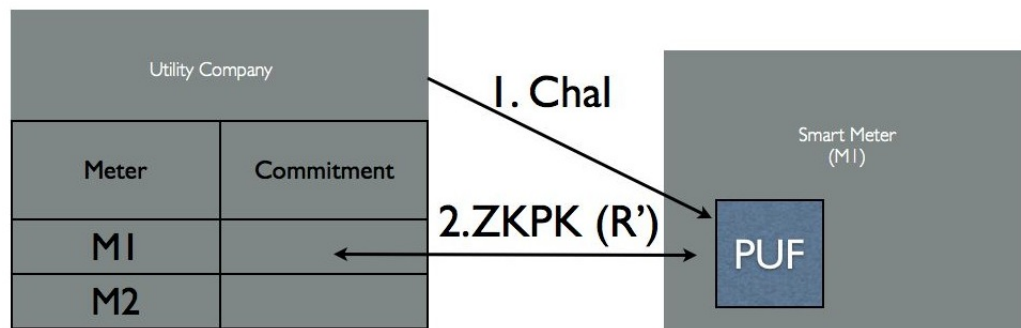 Utility Company
1. Chal
Smart Meter
(M1)
Meter
Commitment
2.ZKPK (R')
PUF
M1
M2